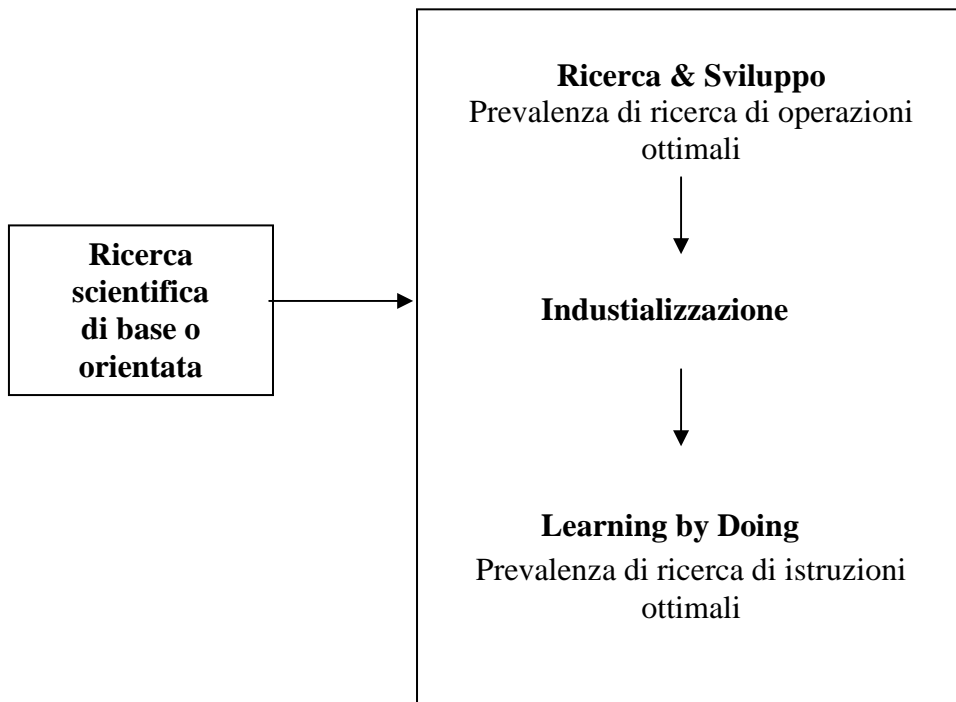 Ricerca
scientifica
di base o
orientata
Ricerca & Sviluppo
Prevalenza di ricerca di operazioni
ottimali
Industializzazione
Learning by Doing
Prevalenza di ricerca di istruzioni
ottimali